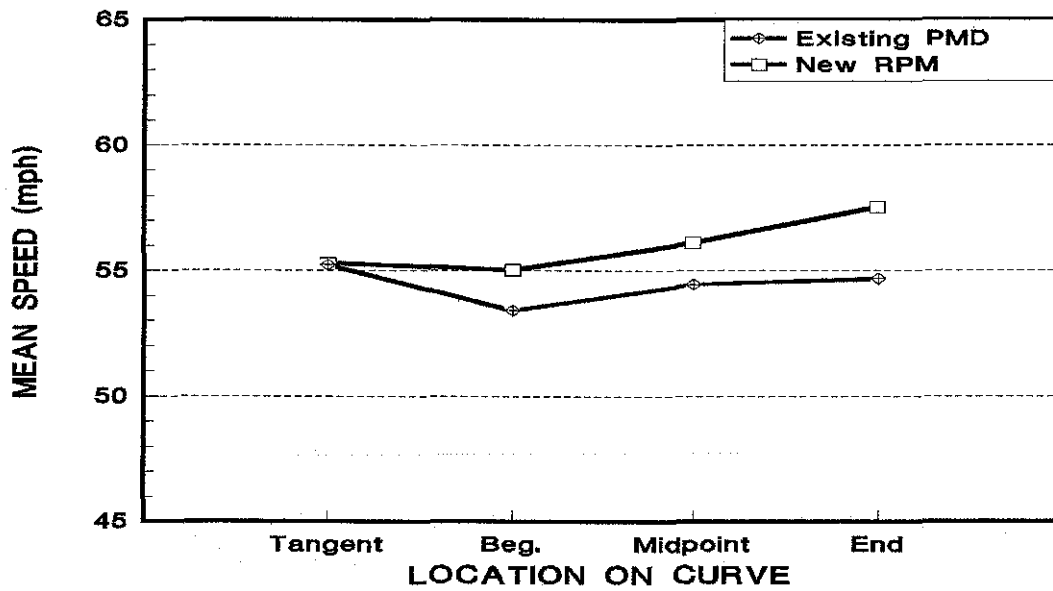 65
Existing PMD
New RPM
60
55
50
45
MEAN SPEED (mph)
Tangent Beg. Midpoint End
LOCATION ON CURVE